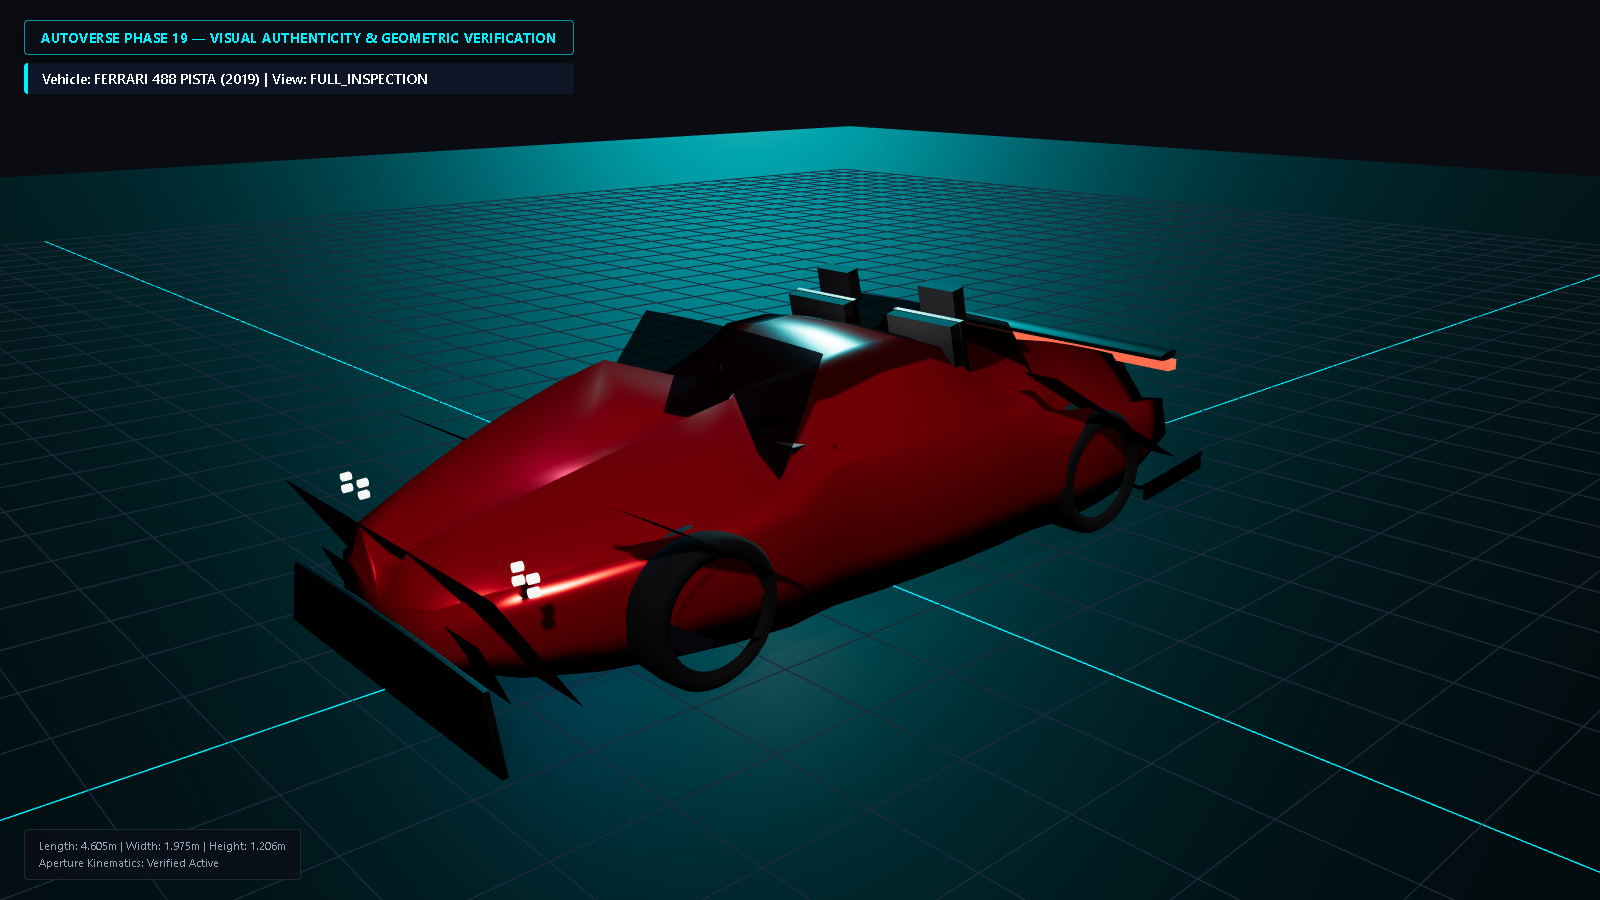 AUTOVERSE PHASE 19 — VISUAL AUTHENTICITY & GEOMETRIC VERIFICATION
Vehicle: FERRARI 488 PISTA (2019) | View: FULL_INSPECTION
Length: 4.605m | Width: 1.975m | Height: 1.206m
Aperture Kinematics: Verified Active